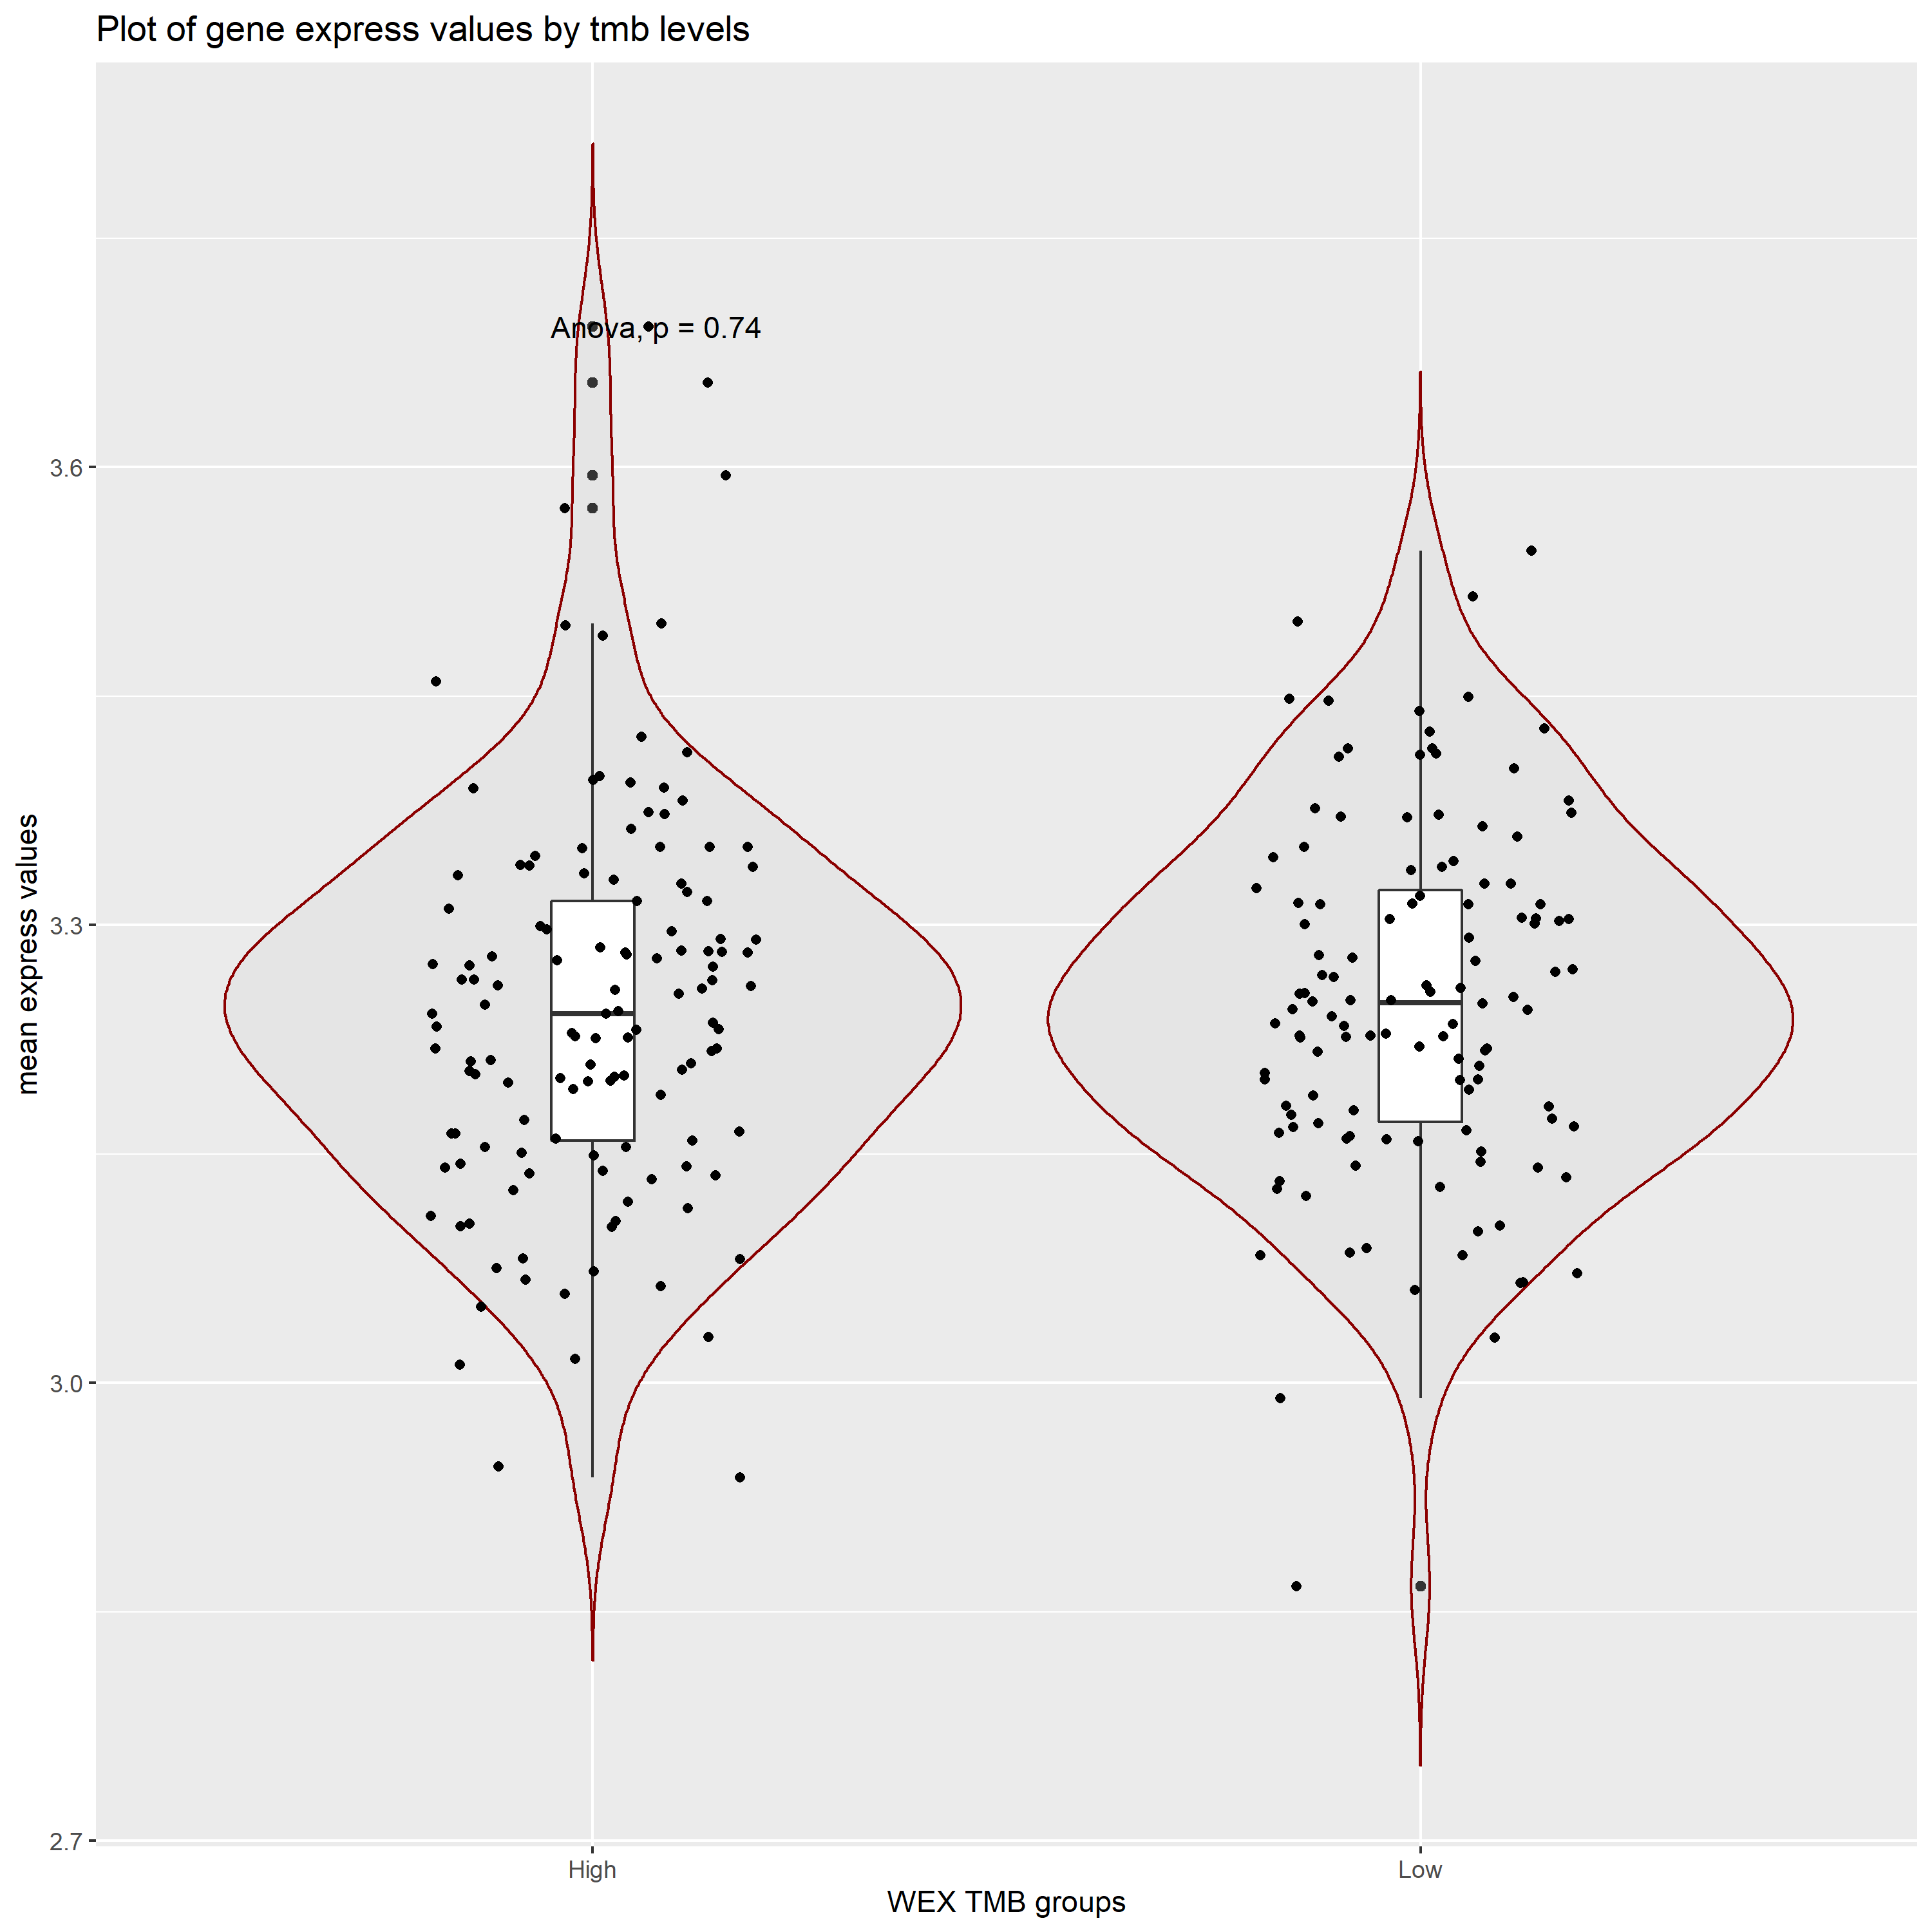 Plot of gene express values by tmb levels
Anova, p = 0.74
mean express values
3.6
3.3
3.0
2.7
High
Low
WEX TMB groups